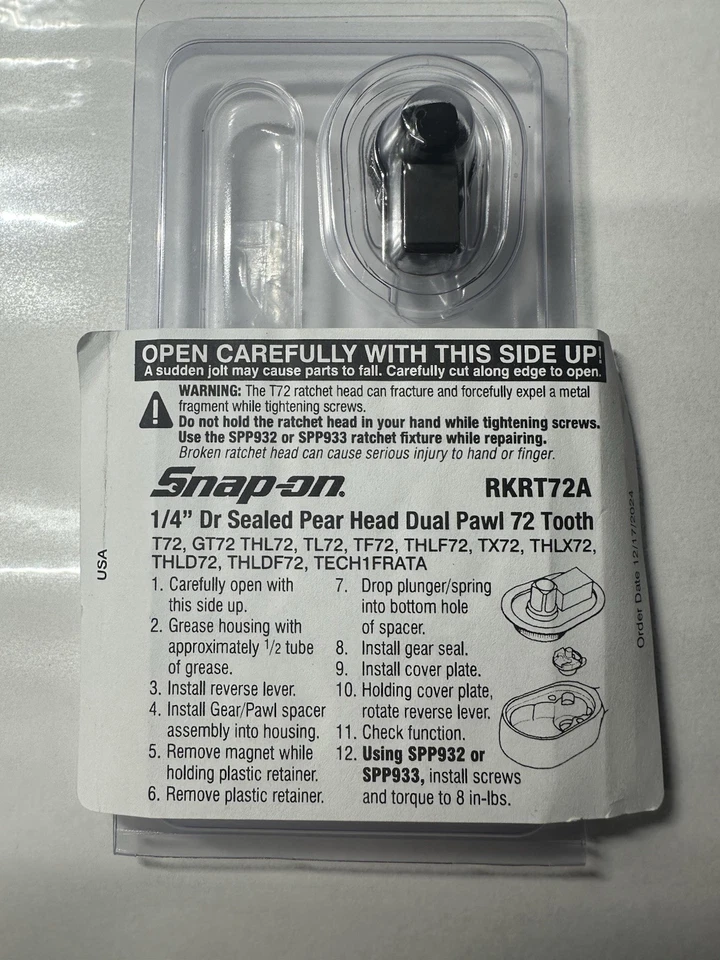 OPEN CAREFULLY WITH THIS SIDE UP!
A sudden jolt may cause parts to fall. Carefully cut along edge to open.
WARNING: The T72 ratchet head can fracture and forcefully expel a metal
fragment while tightening screws.
Do not hold the ratchet head in your hand while tightening screws.
Use the SPP932 or SPP933 ratchet fixture while repairing.
Broken ratchet head can cause serious injury to hand or finger.
Snap-on. RKRT72A
1/4” Dr Sealed Pear Head Dual Pawl 72 Tooth
T72, GT72 THL72, TL72, TF72, THLF72, TX72, THLX72,
THLD72, THLDF72, TECH1FRATA
1. Carefully open with
this side up.
2. Grease housing with
approximately 1/2 tube
of grease.
3. Install reverse lever.
4. Install Gear/Pawl spacer
assembly into housing.
5. Remove magnet while
holding plastic retainer.
6. Remove plastic retainer.
7. Drop plunger/spring
into bottom hole
of spacer.
8. Install gear seal.
9. Install cover plate.
10. Holding cover plate,
rotate reverse lever.
11. Check function.
12. Using SPP932 or
SPP933, install screws
and torque to 8 in-lbs.
USA
Order Date 12/17/2024